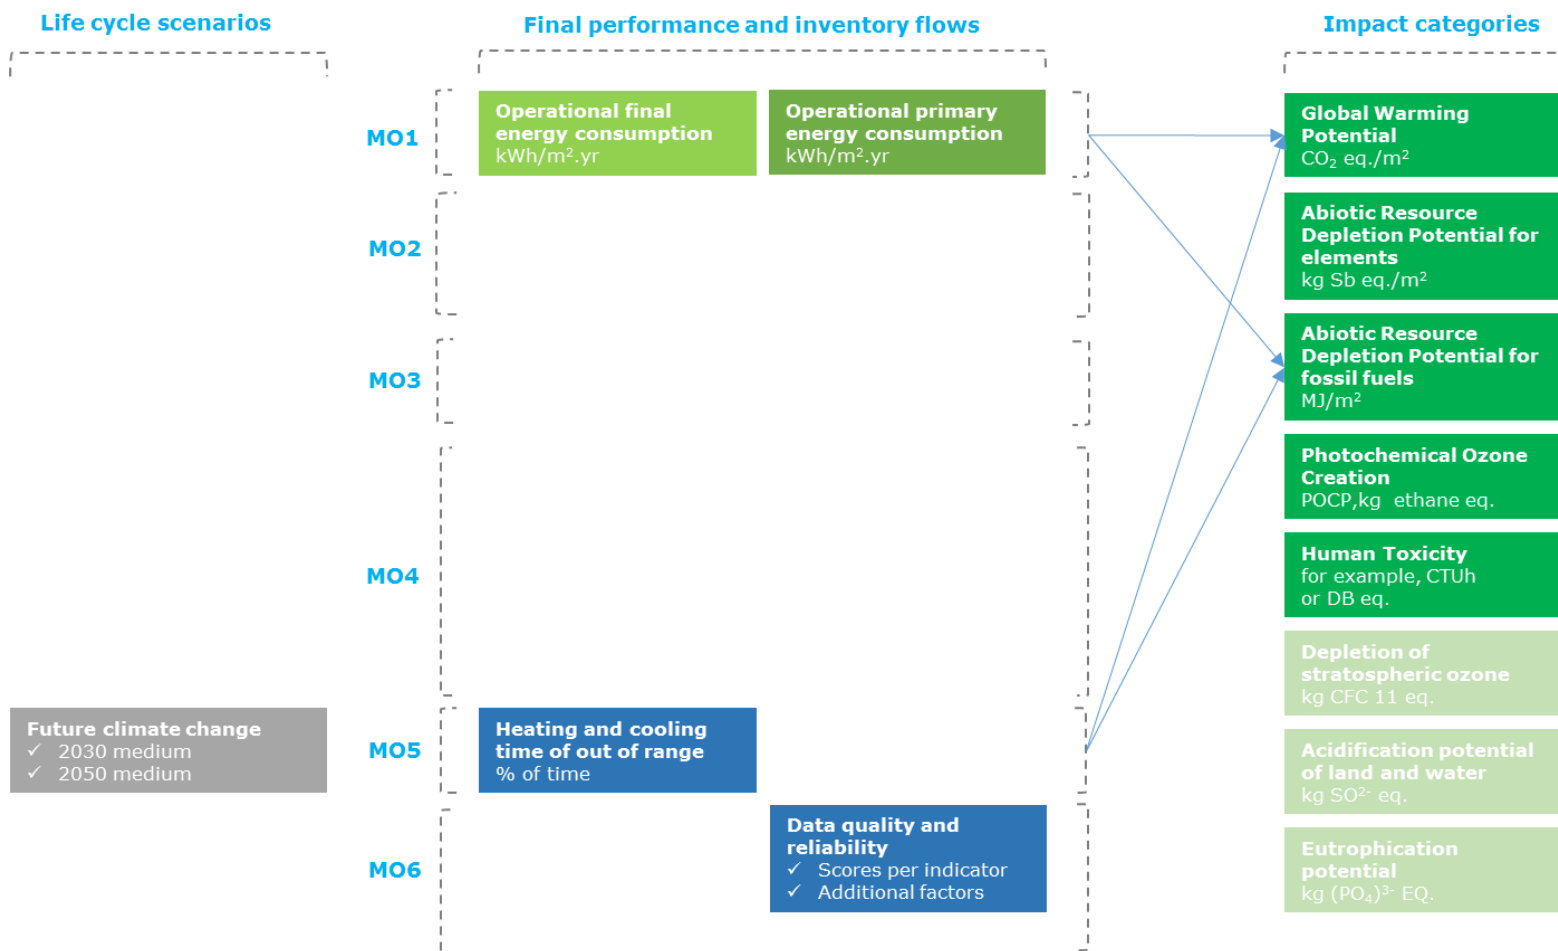 Life cycle scenarios
Final performance and inventory flows
Impact categories
MO1
Operational final
energy consumption
kWh/m².yr
Operational primary
energy consumption
kWh/m².yr
Global Warming
Potential
CO₂ eq./m²
MO2
Abiotic Resource
Depletion Potential for
elements
kg Sb eq./m²
MO3
Abiotic Resource
Depletion Potential for
fossil fuels
MJ/m²
Photochemical Ozone
Creation
POCP,kg ethane eq.
MO4
Human Toxicity
for example, CTUh
or DB eq.
Depletion of
stratospheric ozone
kg CFC 11 eq.
Future climate change
✓ 2030 medium
✓ 2050 medium
MO5
Heating and cooling
time of out of range
% of time
Acidification potential
of land and water
kg SO²⁻ eq.
MO6
Data quality and
reliability
✓ Scores per indicator
✓ Additional factors
Eutrophication
potential
kg (PO₄)³⁻ EQ.